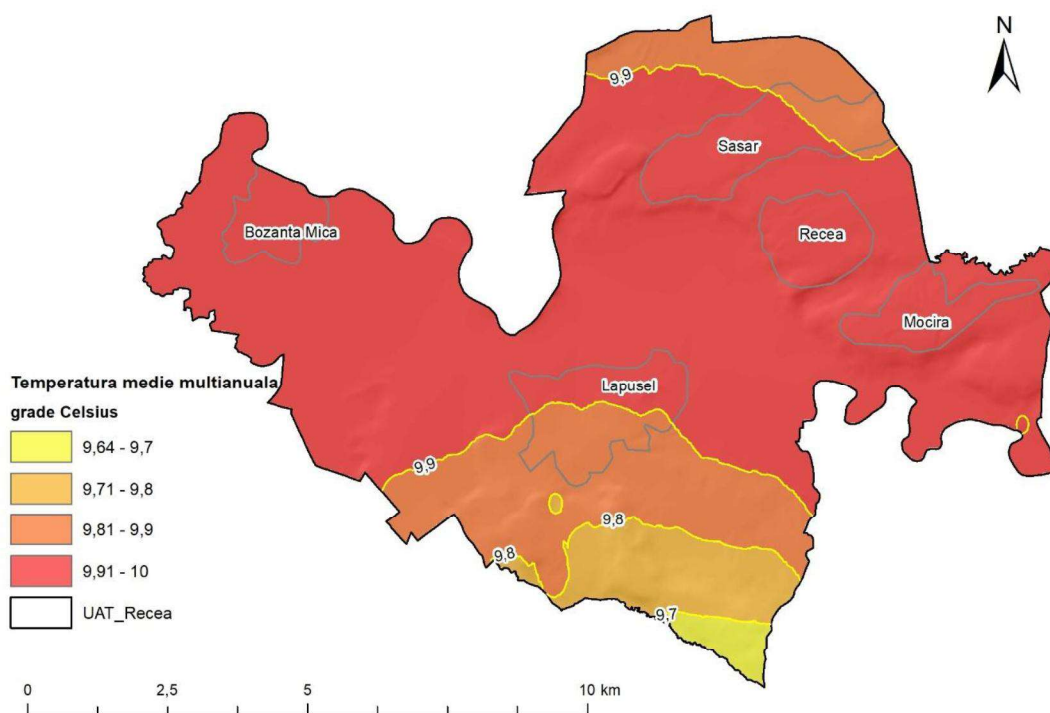 N
9,9
Sasar
Bozanta Mica
Recea
Mocira
Lapusel
9,9
9,8
9,8
9,7
Temperatura medie multianuala
grade Celsius
9,64 - 9,7
9,71 - 9,8
9,81 - 9,9
9,91 - 10
UAT_Recea
0
2,5
5
10 km